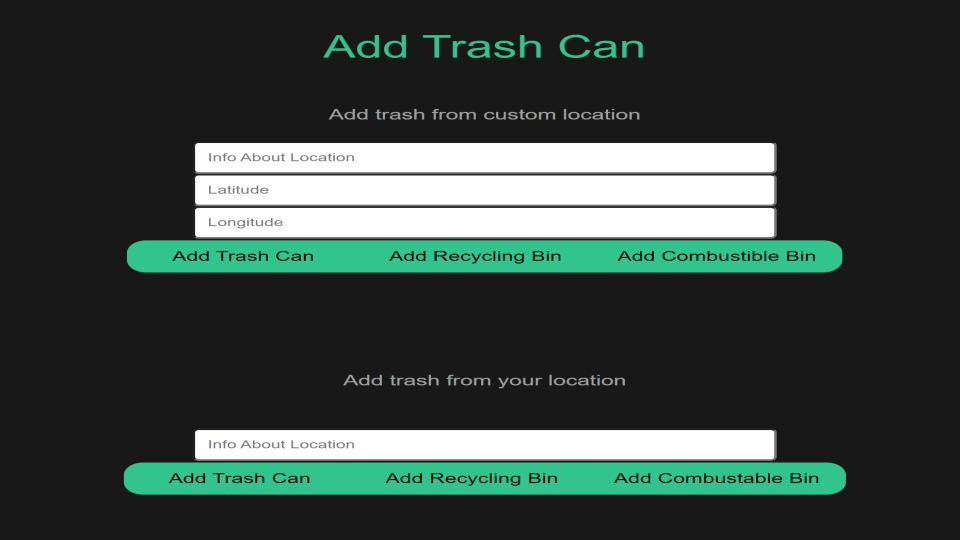 Add Trash Can
Add trash from custom location
Info About Location
Latitude
Longitude
Add Trash Can Add Recycling Bin Add Combustible Bin
Add trash from your location
Info About Location
Add Trash Can Add Recycling Bin Add Combustable Bin